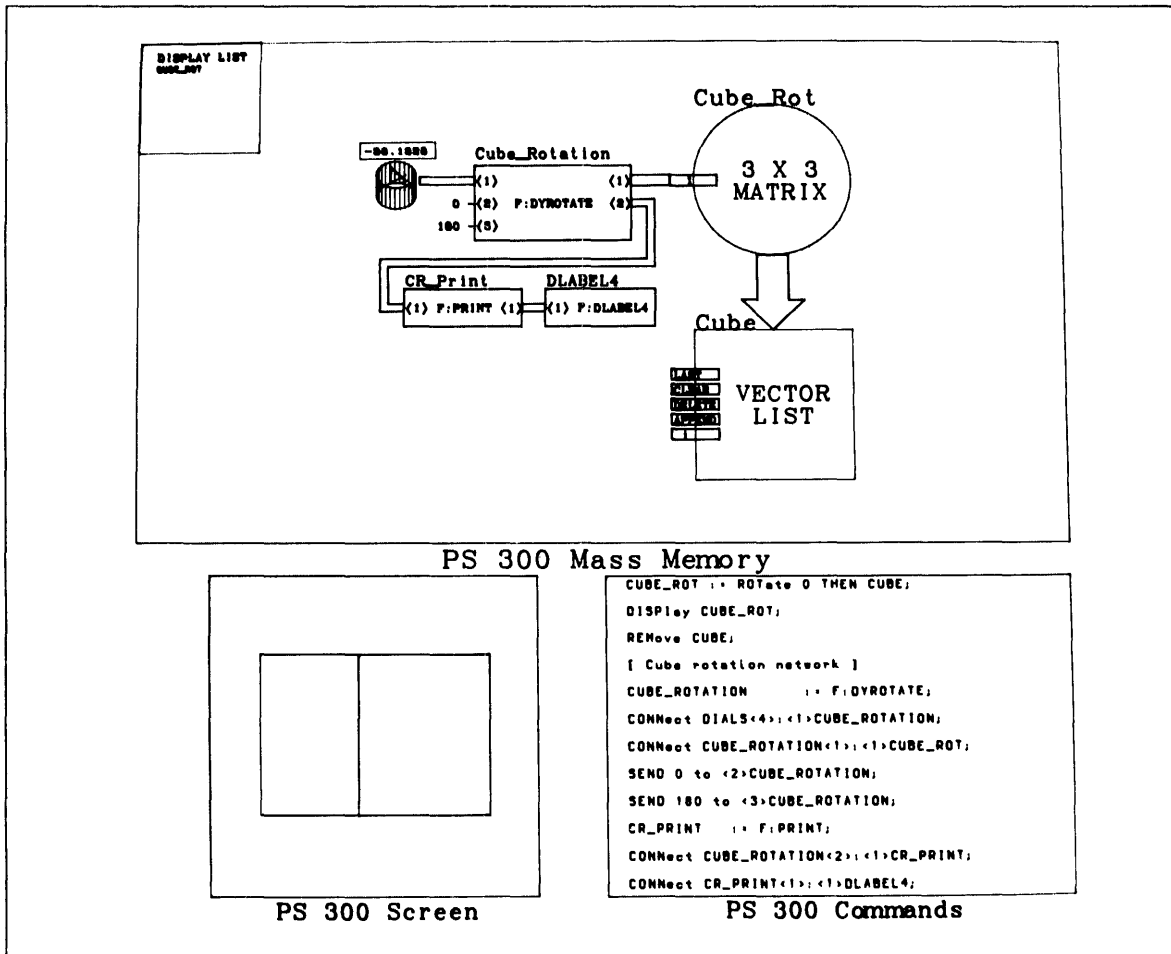 DISPLAY LIST
CUBE_ROT
Cube_Rot
Cube_Rotation
<1> <1>
0 <2> F:DYROTATE <2>
180 <3>
3 X 3
MATRIX
CR_Print
<1> F:PRINT <1>
DLABEL4
<1> F:DLABEL4
Cube
LAST
CLEAR
DELETE
APPEND
i
VECTOR
LIST
PS 300 Mass Memory
PS 300 Screen
CUBE_ROT := ROTate 0 THEN CUBE;
DISPlay CUBE_ROT;
REMove CUBE;
[ Cube rotation network ]
CUBE_ROTATION := F:DYROTATE;
CONNect DIALS<4>:<1>CUBE_ROTATION;
CONNect CUBE_ROTATION<1>:<1>CUBE_ROT;
SEND 0 to <2>CUBE_ROTATION;
SEND 180 to <3>CUBE_ROTATION;
CR_PRINT := F:PRINT;
CONNect CUBE_ROTATION<2>:<1>CR_PRINT;
CONNect CR_PRINT<1>:<1>DLABEL4;
PS 300 Commands